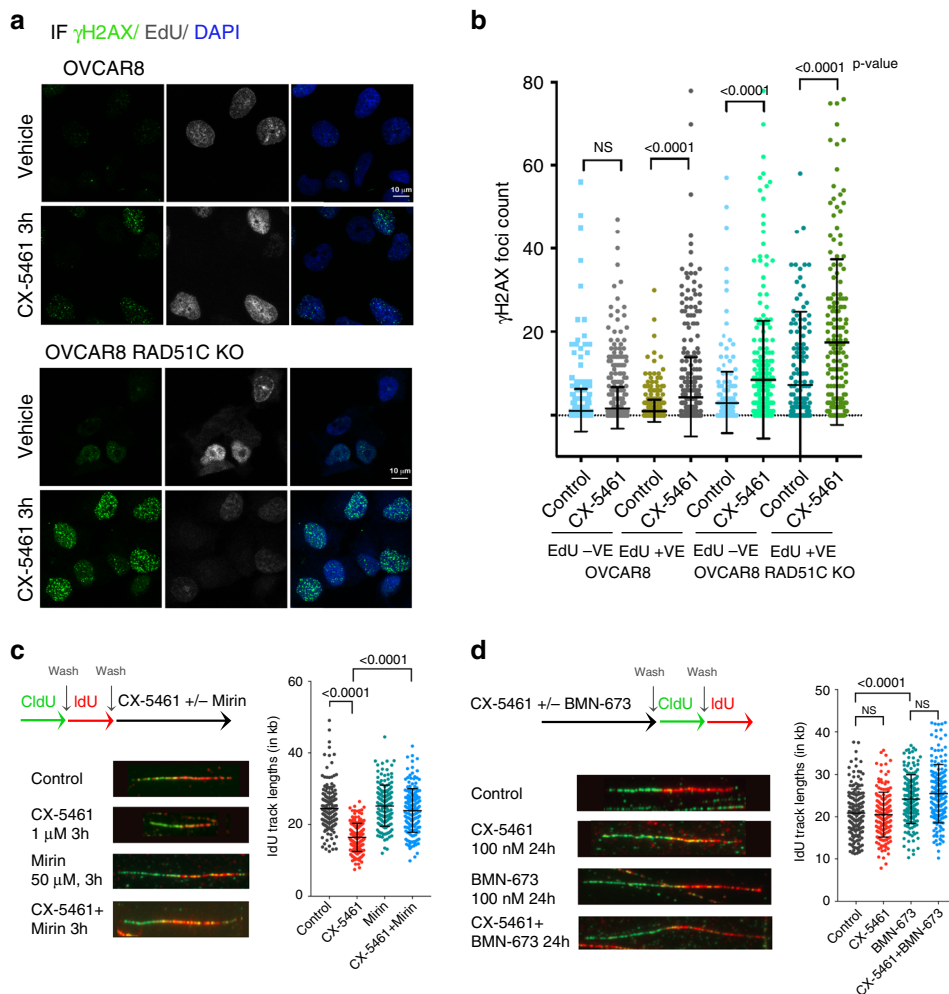 a
IF γH2AX/ EdU/ DAPI
OVCAR8
Vehicle
10 μm
CX-5461 3h
OVCAR8 RAD51C KO
Vehicle
10 μm
CX-5461 3h
b
γH2AX foci count
80
60
40
20
NS
<0.0001
<0.0001
<0.0001
p-value
Control
CX-5461
Control
CX-5461
Control
CX-5461
Control
CX-5461
EdU –VE
EdU +VE
EdU –VE
EdU +VE
OVCAR8
OVCAR8 RAD51C KO
c
Wash
Wash
CldU
IdU
CX-5461 +/– Mirin
Control
CX-5461
1 μM 3h
Mirin
50 μM, 3h
CX-5461+
Mirin 3h
IdU track lengths (in kb)
60
40
20
0
<0.0001
<0.0001
Control
CX-5461
Mirin
CX-5461+Mirin
d
Wash
Wash
CX-5461 +/– BMN-673
CldU
IdU
Control
CX-5461
100 nM 24h
BMN-673
100 nM 24h
CX-5461+
BMN-673 24h
IdU track lengths (in kb)
50
40
30
20
10
0
<0.0001
NS
NS
Control
CX-5461
BMN-673
CX-5461+BMN-673